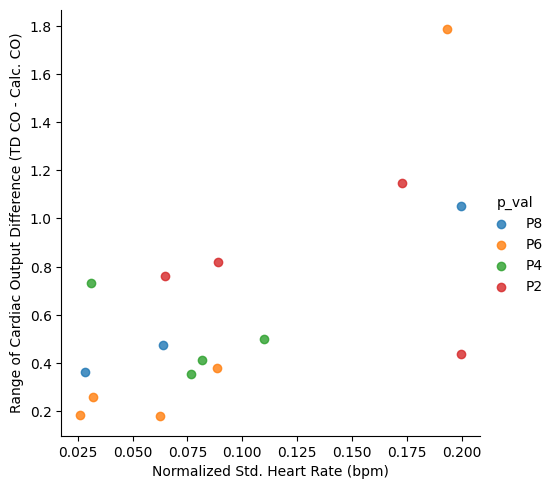 1.8
1.6
1.4
1.2
1.0
0.8
0.6
0.4
0.2
Range of Cardiac Output Difference (TD CO - Calc. CO)
0.025 0.050 0.075 0.100 0.125 0.150 0.175 0.200
Normalized Std. Heart Rate (bpm)
p_val
P8
P6
P4
P2